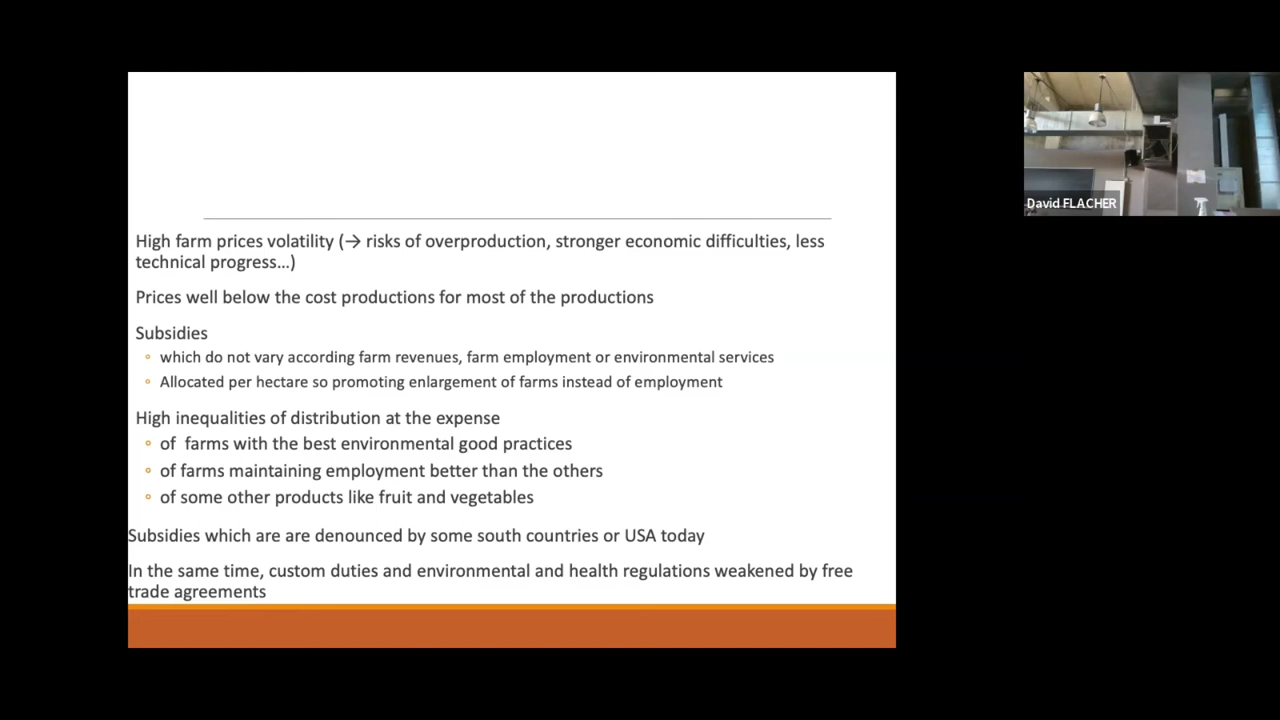 High farm prices volatility (→ risks of overproduction, stronger economic difficulties, less
technical progress…)
Prices well below the cost productions for most of the productions
Subsidies
◦ which do not vary according farm revenues, farm employment or environmental services
◦ Allocated per hectare so promoting enlargement of farms instead of employment
High inequalities of distribution at the expense
◦ of farms with the best environmental good practices
◦ of farms maintaining employment better than the others
◦ of some other products like fruit and vegetables
Subsidies which are are denounced by some south countries or USA today
In the same time, custom duties and environmental and health regulations weakened by free
trade agreements
David FLACHER